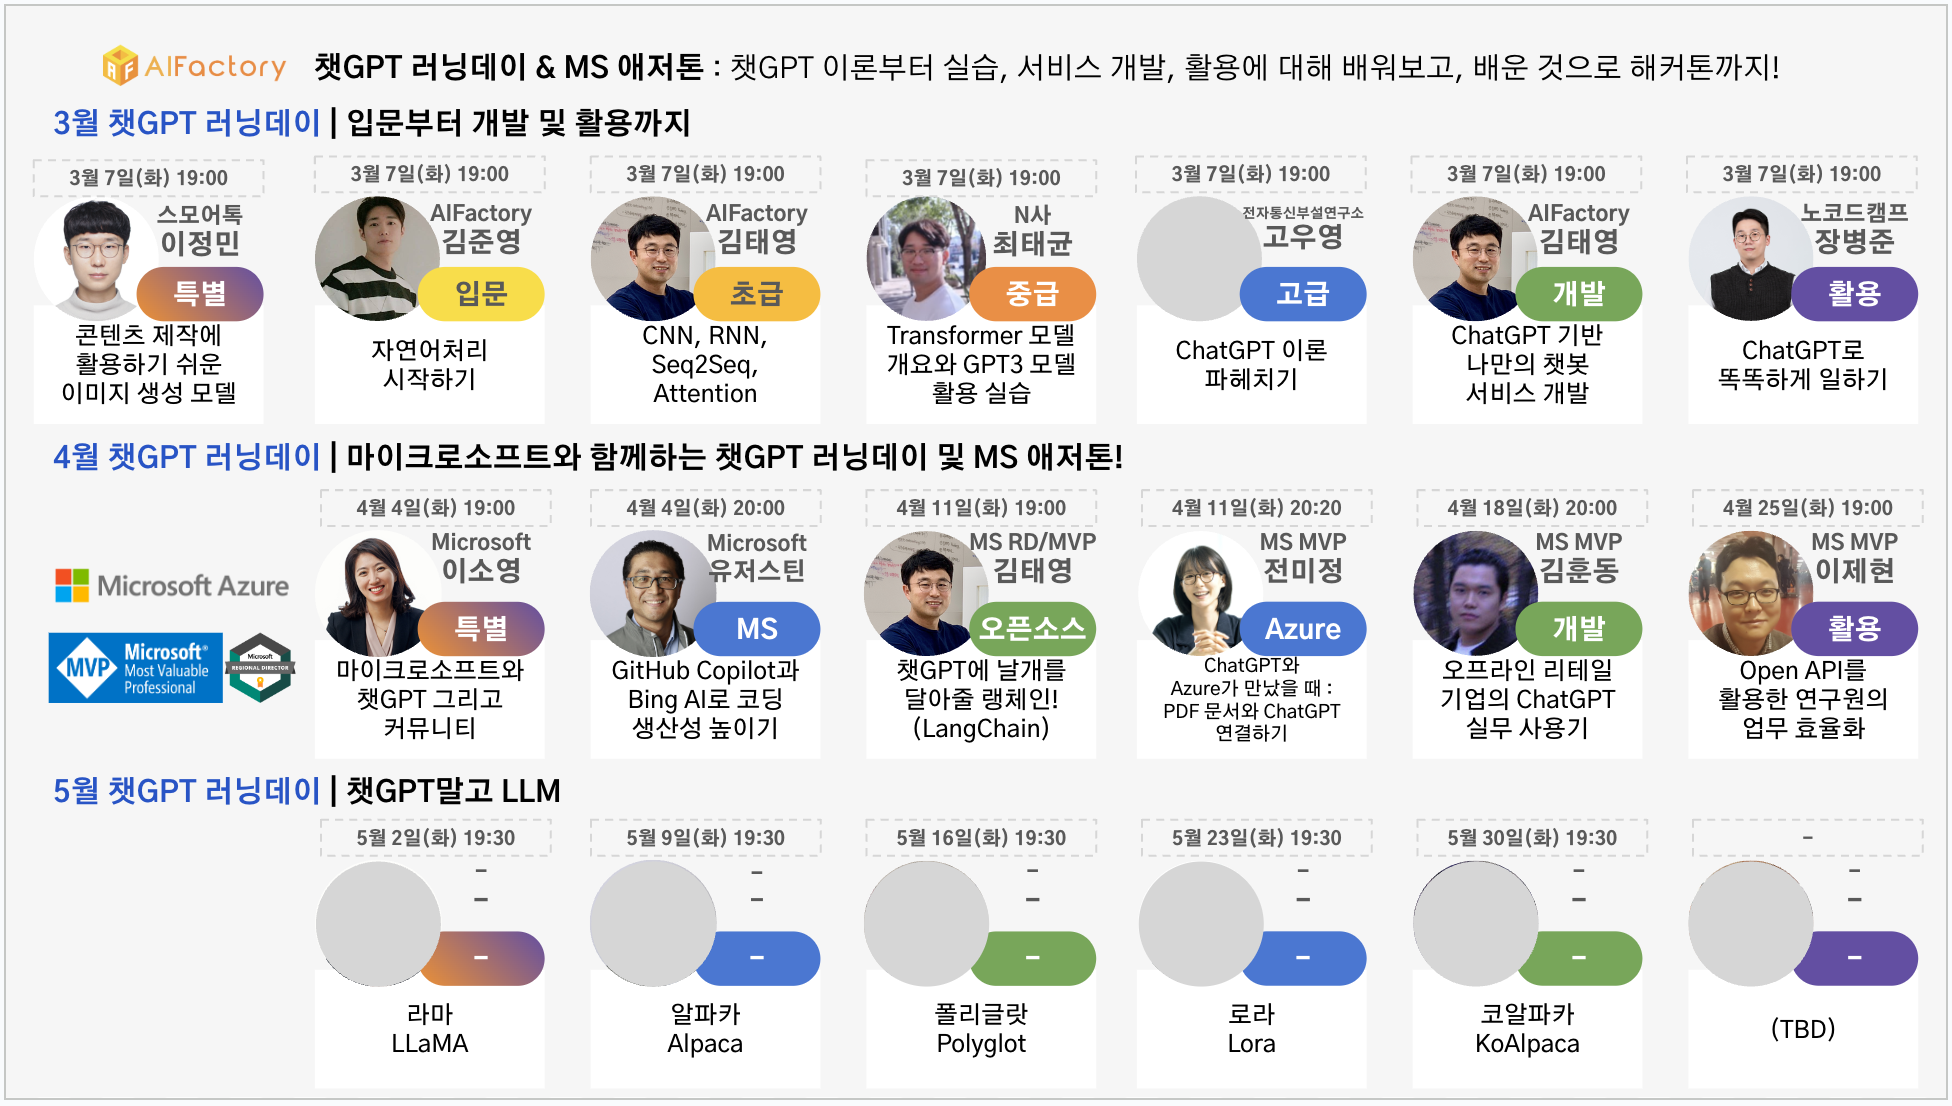 AIFactory
챗GPT 러닝데이 & MS 애저톤 : 챗GPT 이론부터 실습, 서비스 개발, 활용에 대해 배워보고, 배운 것으로 해커톤까지!
3월 챗GPT 러닝데이 | 입문부터 개발 및 활용까지
3월 7일(화) 19:00
스모어톡
이정민
특별
콘텐츠 제작에
활용하기 쉬운
이미지 생성 모델
3월 7일(화) 19:00
AIFactory
김준영
입문
자연어처리
시작하기
3월 7일(화) 19:00
AIFactory
김태영
초급
CNN, RNN,
Seq2Seq,
Attention
3월 7일(화) 19:00
N사
최태균
중급
Transformer 모델
개요와 GPT3 모델
활용 실습
3월 7일(화) 19:00
전자통신부설연구소
고우영
고급
ChatGPT 이론
파헤치기
3월 7일(화) 19:00
AIFactory
김태영
개발
ChatGPT 기반
나만의 챗봇
서비스 개발
3월 7일(화) 19:00
노코드캠프
장병준
활용
ChatGPT로
똑똑하게 일하기
4월 챗GPT 러닝데이 | 마이크로소프트와 함께하는 챗GPT 러닝데이 및 MS 애저톤!
Microsoft Azure
MVP
Microsoft®
Most Valuable
Professional
Microsoft
REGIONAL DIRECTOR
4월 4일(화) 19:00
Microsoft
이소영
특별
마이크로소프트와
챗GPT 그리고
커뮤니티
4월 4일(화) 20:00
Microsoft
유저스틴
MS
GitHub Copilot과
Bing AI로 코딩
생산성 높이기
4월 11일(화) 19:00
MS RD/MVP
김태영
오픈소스
챗GPT에 날개를
달아줄 랭체인!
(LangChain)
4월 11일(화) 20:20
MS MVP
전미정
Azure
ChatGPT와
Azure가 만났을 때 :
PDF 문서와 ChatGPT
연결하기
4월 18일(화) 20:00
MS MVP
김훈동
개발
오프라인 리테일
기업의 ChatGPT
실무 사용기
4월 25일(화) 19:00
MS MVP
이제현
활용
Open API를
활용한 연구원의
업무 효율화
5월 챗GPT 러닝데이 | 챗GPT말고 LLM
5월 2일(화) 19:30
-
-
-
라마
LLaMA
5월 9일(화) 19:30
-
-
-
알파카
Alpaca
5월 16일(화) 19:30
-
-
-
폴리글랏
Polyglot
5월 23일(화) 19:30
-
-
-
로라
Lora
5월 30일(화) 19:30
-
-
-
코알파카
KoAlpaca
-
-
-
-
(TBD)